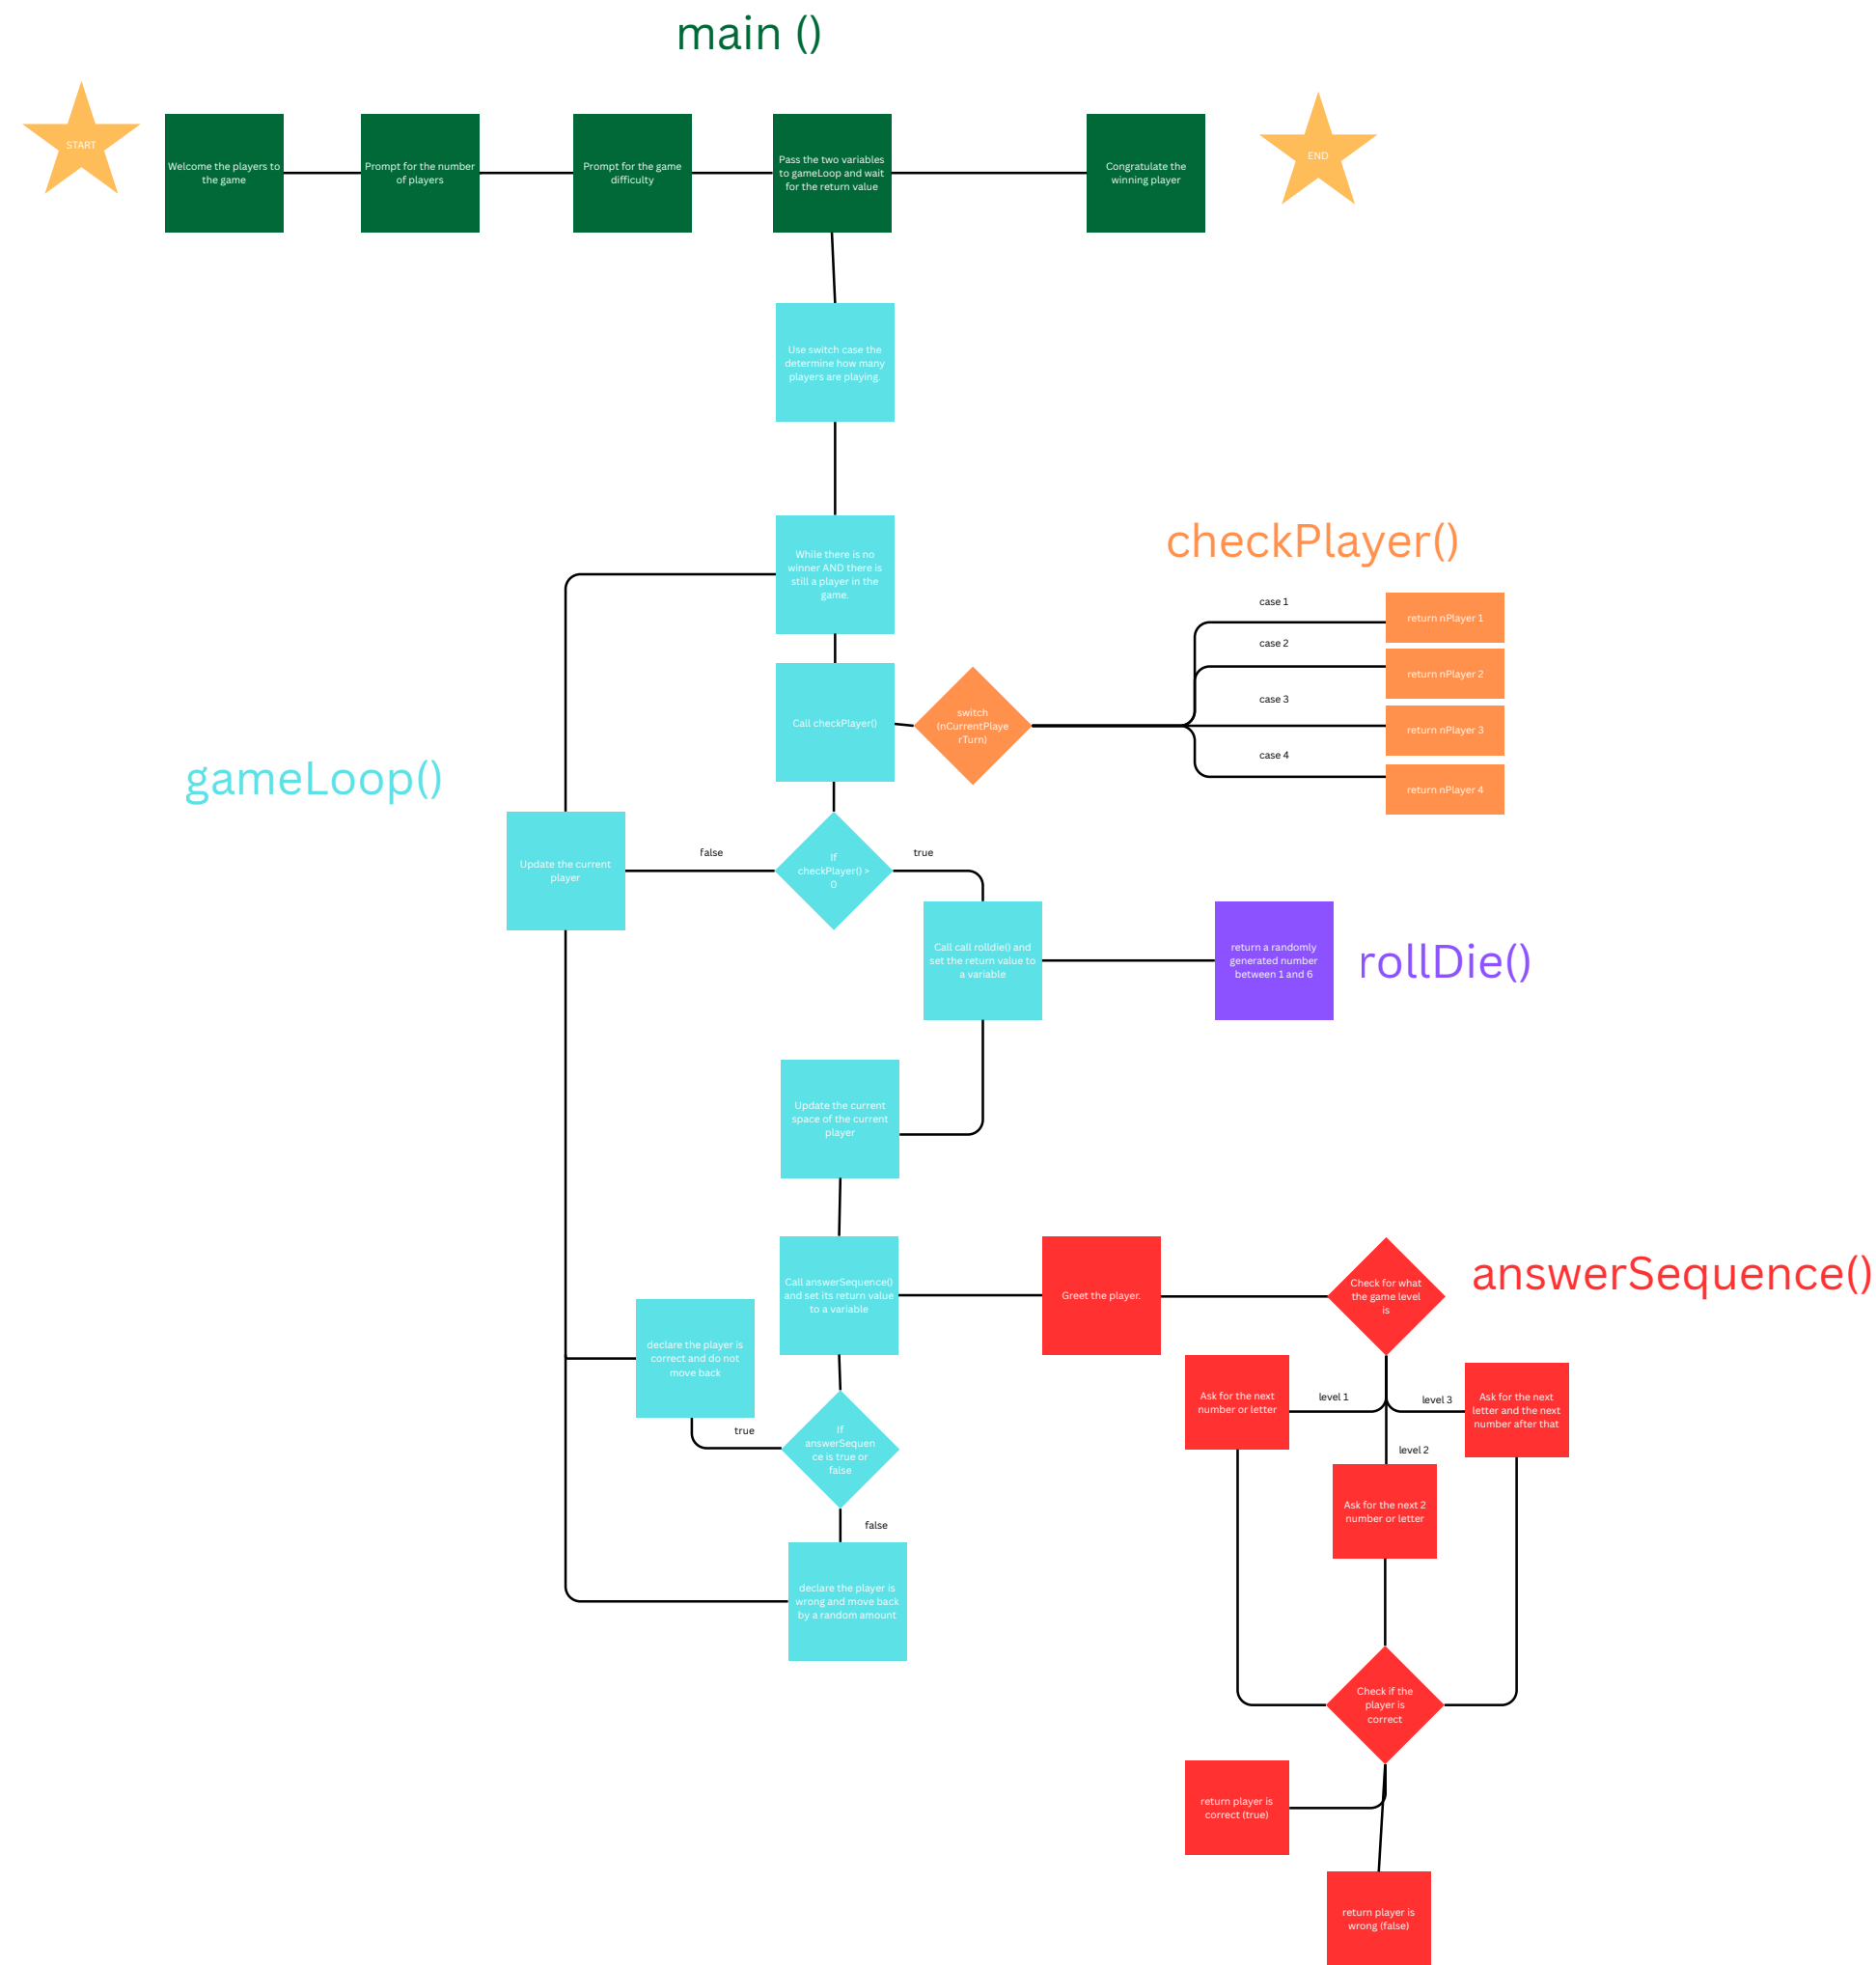 main ()
START
Welcome the players to
the game
Prompt for the number
of players
Prompt for the game
difficulty
Pass the two variables
to gameLoop and wait
for the return value
Congratulate the
winning player
END
Use switch case the
determine how many
players are playing.
While there is no
winner AND there is
still a player in the
game.
checkPlayer()
case 1
return nPlayer 1
case 2
return nPlayer 2
case 3
return nPlayer 3
case 4
return nPlayer 4
Call checkPlayer()
switch
(nCurrentPlaye
rTurn)
gameLoop()
Update the current
player
false
If
checkPlayer() >
0
true
Call call rolldie() and
set the return value to
a variable
return a randomly
generated number
between 1 and 6
rollDie()
Update the current
space of the current
player
Call answerSequence()
and set its return value
to a variable
Greet the player.
Check for what
the game level
is
answerSequence()
declare the player is
correct and do not
move back
true
If
answerSequen
ce is true or
false
false
declare the player is
wrong and move back
by a random amount
Ask for the next
number or letter
level 1
level 3
Ask for the next
letter and the next
number after that
level 2
Ask for the next 2
number or letter
Check if the
player is
correct
return player is
correct (true)
return player is
wrong (false)